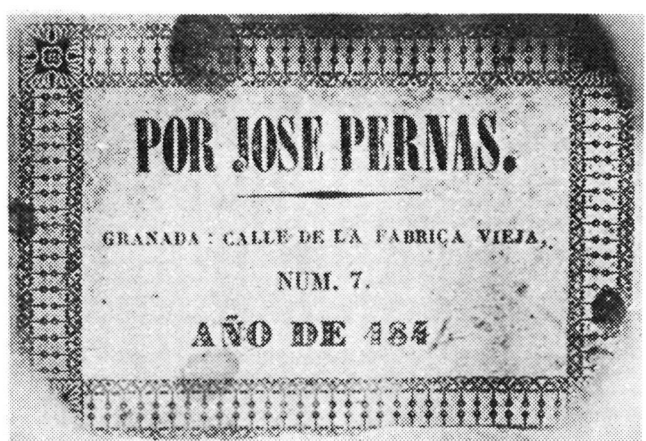 POR JOSE PERNAS.
GRANADA: CALLE DE LA FABRICA VIEJA,
NUM. 7.
AÑO DE 184